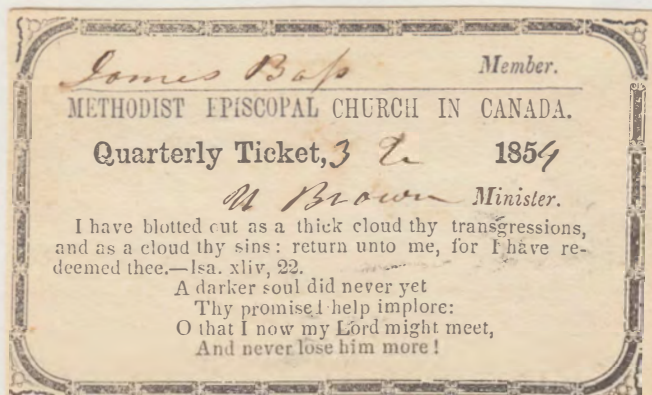 James Bass Member.
METHODIST EPISCOPAL CHURCH IN CANADA.
Quarterly Ticket, 3 Q 1854
Brown Minister.
I have blotted out as a thick cloud thy transgressions,
and as a cloud thy sins: return unto me, for I have re-
deemed thee.—Isa. xliv, 22.
A darker soul did never yet
Thy promised help implore:
O that I now my Lord might meet,
And never lose him more!